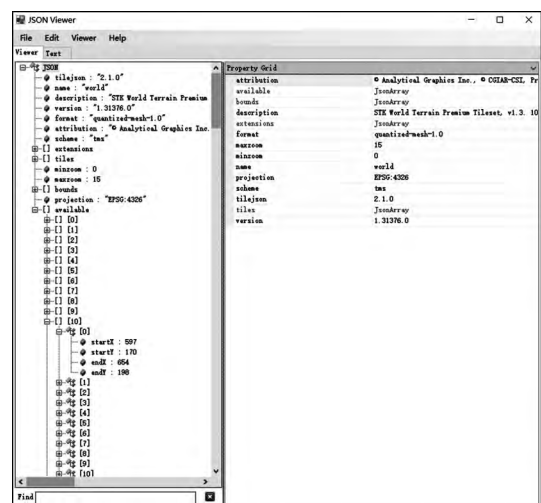 JSON Viewer
File Edit Viewer Help
Viewer Text
JSON
tilejson : "2.1.0"
name : "world"
description : "STK World Terrain Premium
version : "1.31376.0"
format : "quantized-mesh-1.0"
attribution : "© Analytical Graphics Inc.
scheme : "tms"
[] extensions
[] tiles
minzoom : 0
maxzoom : 15
[] bounds
projection : "EPSG:4326"
[] available
[] [0]
[] [1]
[] [2]
[] [3]
[] [4]
[] [5]
[] [6]
[] [7]
[] [8]
[] [9]
[] [10]
[0]
startX : 597
startY : 170
endX : 654
endY : 198
[1]
[2]
[3]
[4]
[5]
[6]
[7]
[8]
[9]
[10]
Find
Property Grid
attribution © Analytical Graphics Inc., © CGIAR-CSI, Pr
available JsonArray
bounds JsonArray
description STK World Terrain Premium Tileset, v1.3. 10
extensions JsonArray
format quantized-mesh-1.0
maxzoom 15
minzoom 0
name world
projection EPSG:4326
scheme tms
tilejson 2.1.0
tiles JsonArray
version 1.31376.0